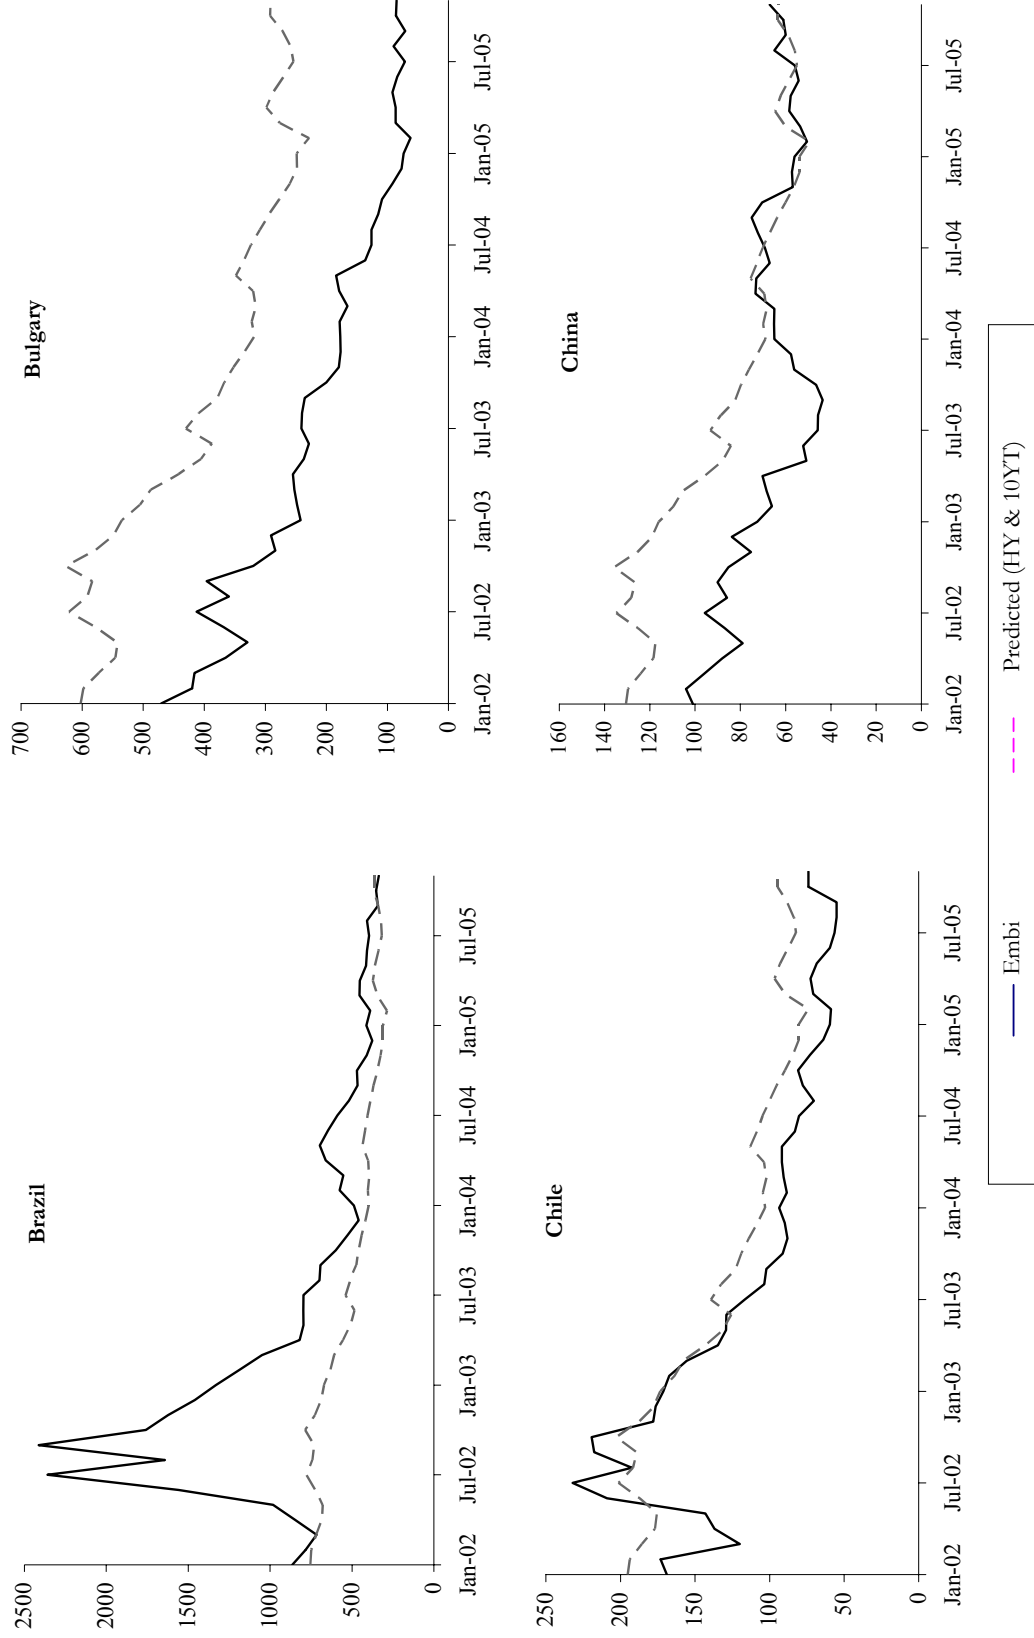 Brazil
2500
2000
1500
1000
500
0
Jan-02
Jul-02
Jan-03
Jul-03
Jan-04
Jul-04
Jan-05
Jul-05
Bulgary
700
600
500
400
300
200
100
0
Jan-02
Jul-02
Jan-03
Jul-03
Jan-04
Jul-04
Jan-05
Jul-05
Chile
250
200
150
100
50
0
Jan-02
Jul-02
Jan-03
Jul-03
Jan-04
Jul-04
Jan-05
Jul-05
China
160
140
120
100
80
60
40
20
0
Jan-02
Jul-02
Jan-03
Jul-03
Jan-04
Jul-04
Jan-05
Jul-05
Embi
Predicted (HY & 10YT)